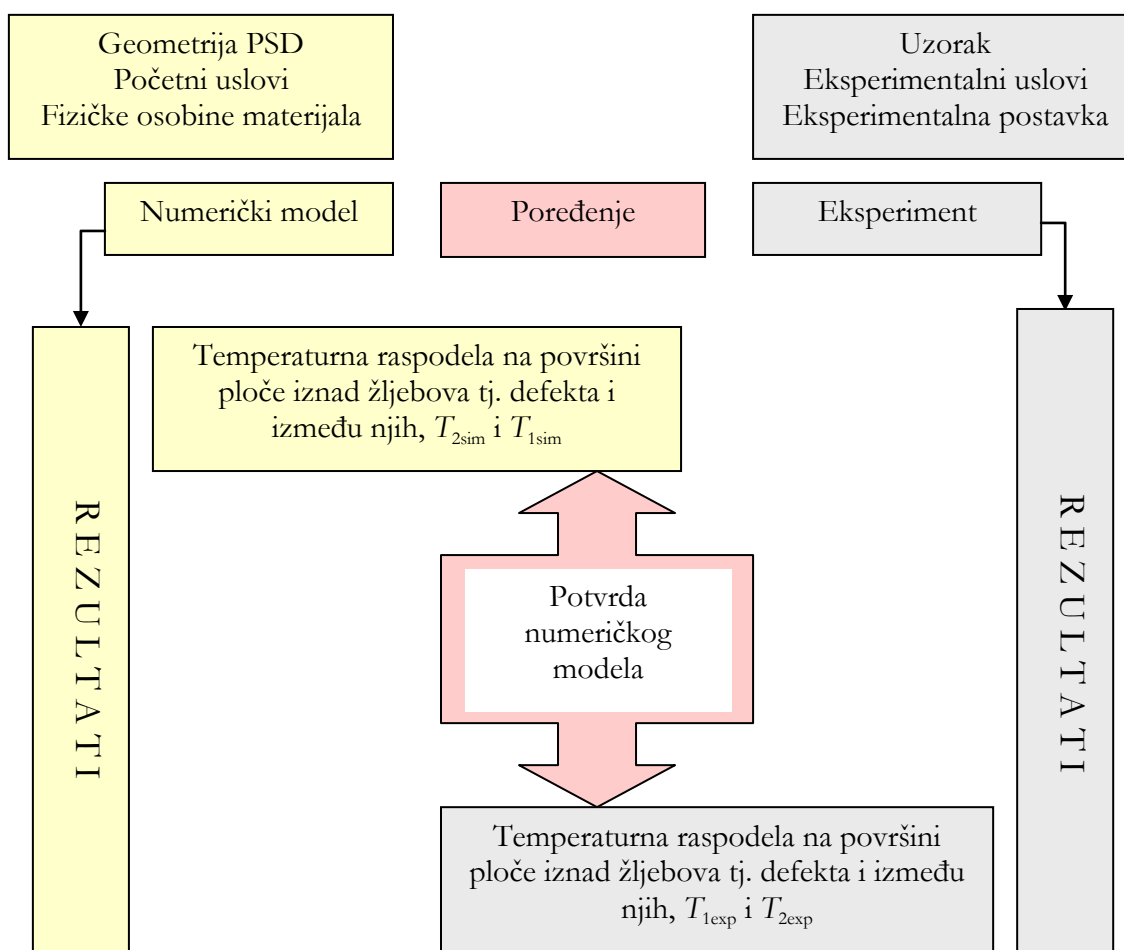 Geometrija PSD
Početni uslovi
Fizičke osobine materijala
Uzorak
Eksperimentalni uslovi
Eksperimentalna postavka
Numerički model
Poređenje
Eksperiment
Temperaturna raspodela na površini
ploče iznad žljebova tj. defekta i
između njih, T2sim i T1sim
R E Z U L T A T I
Potvrda
numeričkog
modela
R E Z U L T A T I
Temperaturna raspodela na površini
ploče iznad žljebova tj. defekta i između
njih, T1exp i T2exp